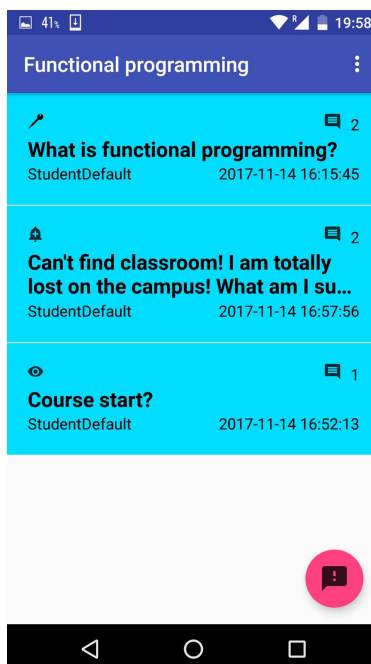 41% 19:58
Functional programming
2
What is functional programming?
StudentDefault 2017-11-14 16:15:45
2
Can't find classroom! I am totally
lost on the campus! What am I su...
StudentDefault 2017-11-14 16:57:56
1
Course start?
StudentDefault 2017-11-14 16:52:13